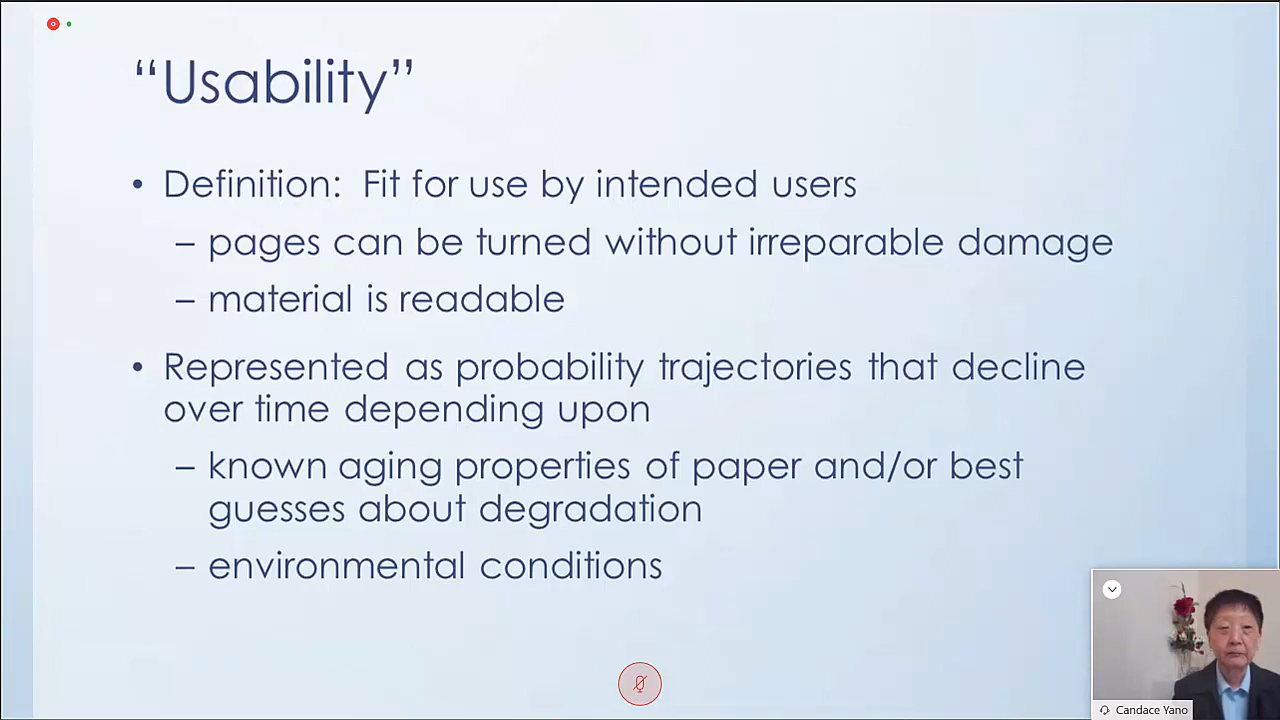 “Usability”
• Definition:  Fit for use by intended users
– pages can be turned without irreparable damage
– material is readable
• Represented as probability trajectories that decline
over time depending upon
– known aging properties of paper and/or best
guesses about degradation
– environmental conditions
Candace Yano